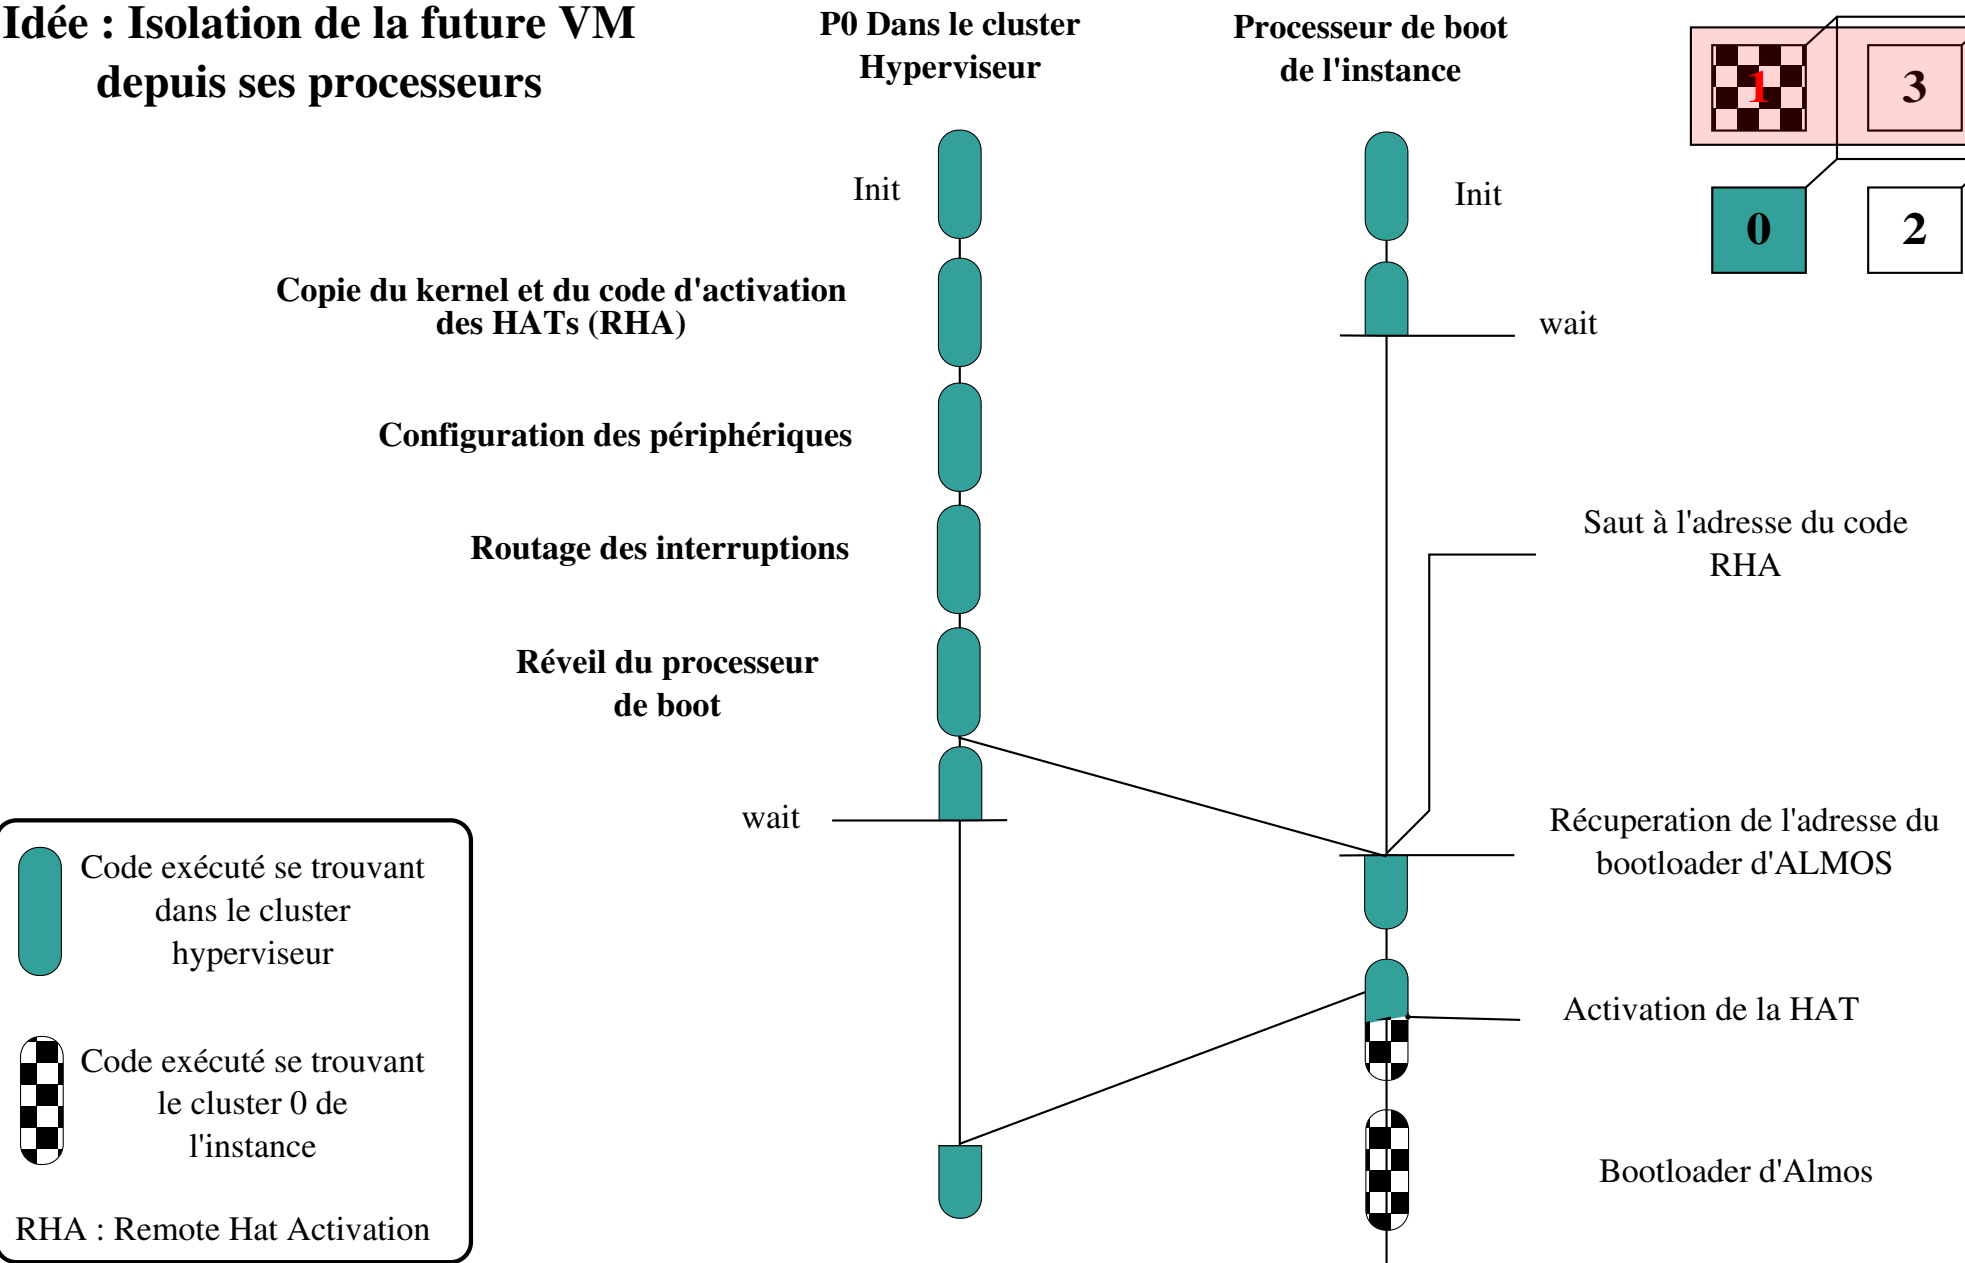 Idée : Isolation de la future VM
depuis ses processeurs
P0 Dans le cluster
Hyperviseur
Processeur de boot
de l'instance
1
3
0
2
Init
Init
Copie du kernel et du code d'activation
des HATs (RHA)
wait
Configuration des périphériques
Saut à l'adresse du code
RHA
Routage des interruptions
Réveil du processeur
de boot
wait
Récuperation de l'adresse du
bootloader d'ALMOS
Activation de la HAT
Bootloader d'Almos
Code exécuté se trouvant
dans le cluster
hyperviseur
Code exécuté se trouvant
le cluster 0 de
l'instance
RHA : Remote Hat Activation